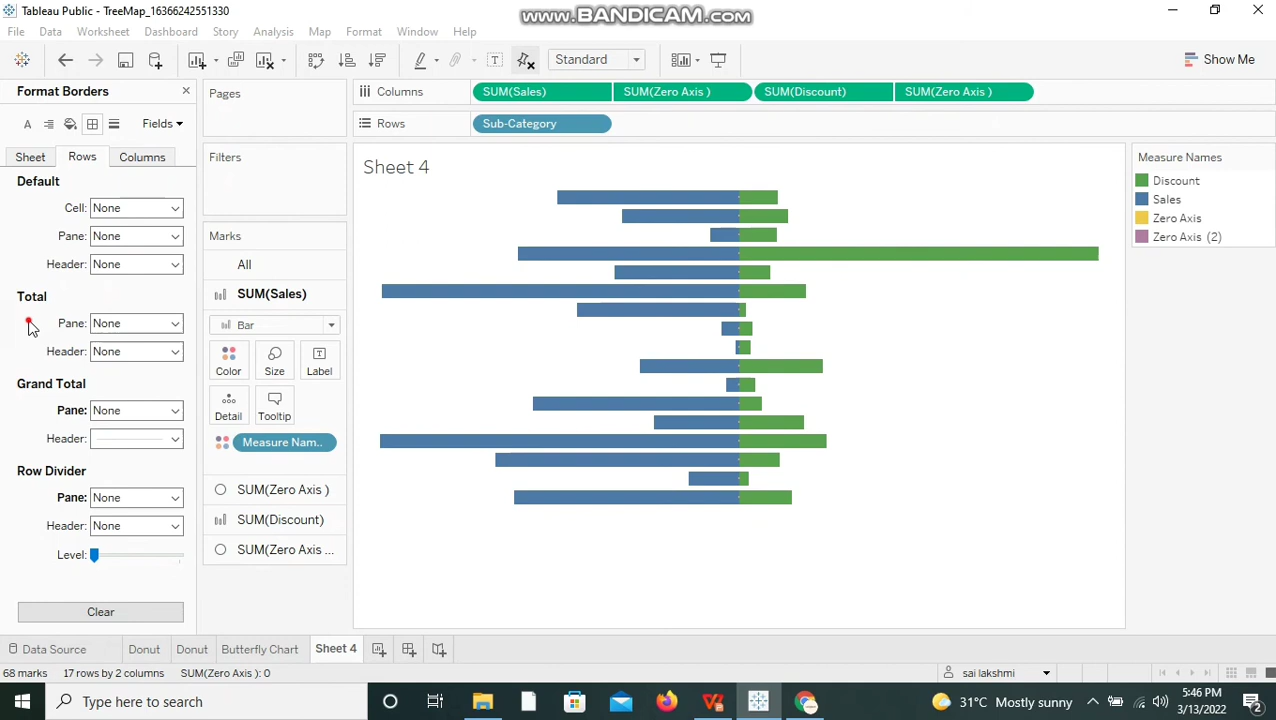 Tableau Public - TreeMap_16366242551330
www.BANDICAM.com
File Data Worksheet Dashboard Story Analysis Map Format Window Help
Standard
Show Me
Format Borders
Fields
Sheet Rows Columns
Default
Cell: None
Pane: None
Header: None
Total
Pane: None
Header: None
Grand Total
Pane: None
Header:
Row Divider
Pane: None
Header: None
Level:
Clear
Pages
Filters
Marks
All
SUM(Sales)
Bar
Color Size Label
Detail Tooltip
Measure Nam..
SUM(Zero Axis )
SUM(Discount)
SUM(Zero Axis ...
Columns SUM(Sales) SUM(Zero Axis ) SUM(Discount) SUM(Zero Axis )
Rows Sub-Category
Sheet 4
Measure Names
Discount
Sales
Zero Axis
Zero Axis (2)
Data Source Donut Donut Butterfly Chart Sheet 4
68 marks 17 rows by 2 columns SUM(Zero Axis ): 0 sai lakshmi
Type here to search
31°C Mostly sunny
5:46 PM
3/13/2022
2